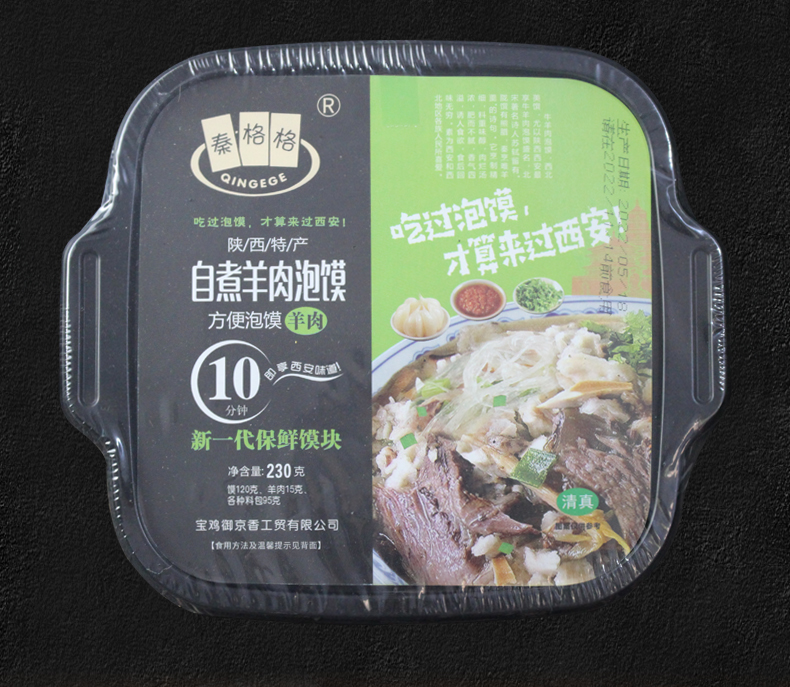 秦格格
®
QINGEGE
吃过泡馍，才算来过西安！
陕/西/特/产
自煮羊肉泡馍
方便泡馍 羊肉
10
分钟
即享西安味道!
新一代保鲜馍块
净含量: 230 克
馍120克、羊肉15克、
各种料包95克
宝鸡御京香工贸有限公司
【食用方法及温馨提示见背面】
吃过泡馍，
才算来过西安！
清真